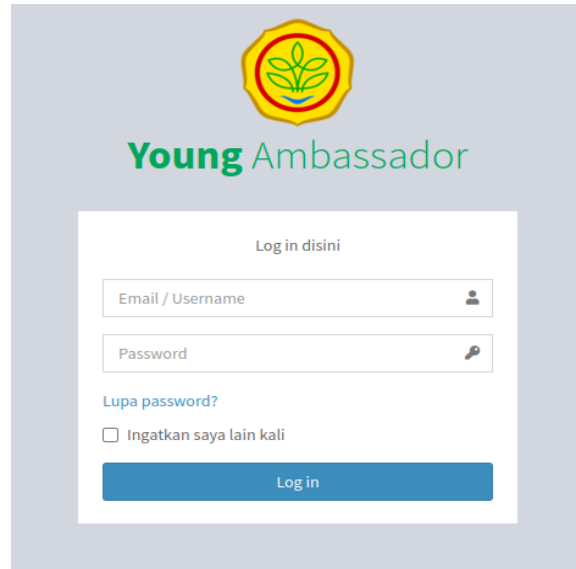 Young Ambassador
Log in disini
Email / Username
Password
Lupa password?
Ingatkan saya lain kali
Log in